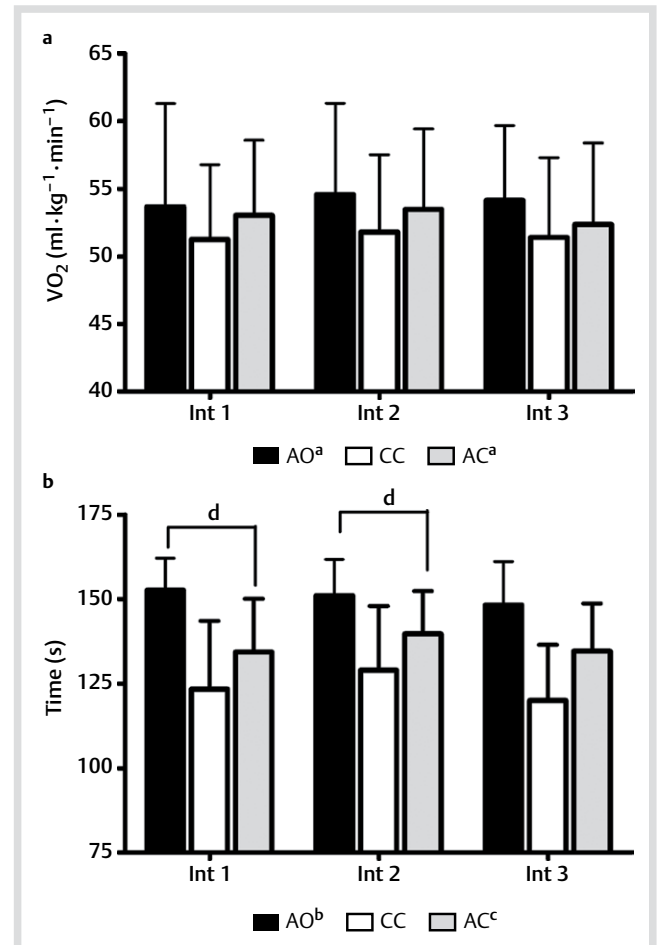 a
65
60
55
50
45
40
VO₂ (ml·kg⁻¹·min⁻¹)
Int 1 Int 2 Int 3
AOᵃ CC ACᵃ
b
175
150
125
100
75
Time (s)
d d
Int 1 Int 2 Int 3
AOᵇ CC ACᶜ